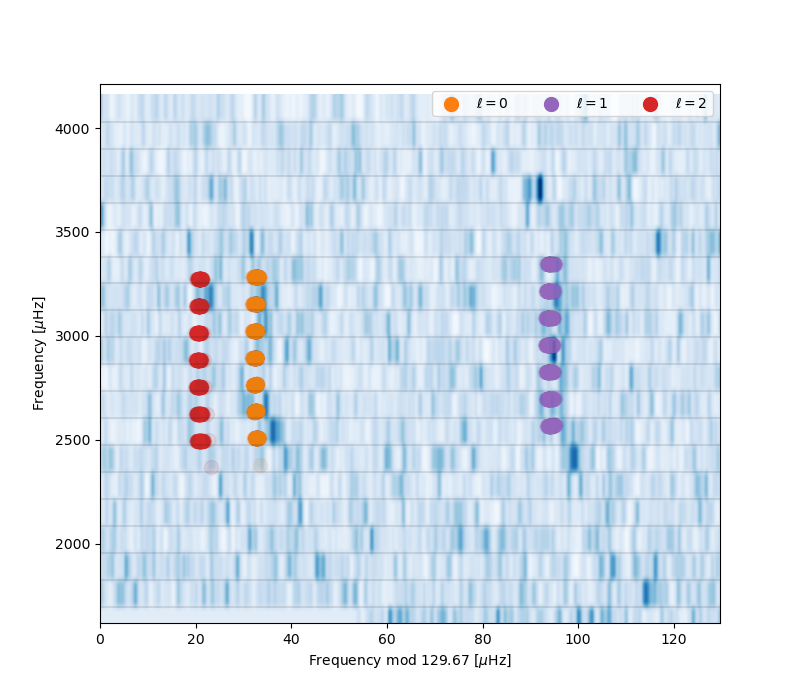 ℓ = 0 ℓ = 1 ℓ = 2
4000
3500
3000
2500
2000
Frequency [μHz]
0 20 40 60 80 100 120
Frequency mod 129.67 [μHz]